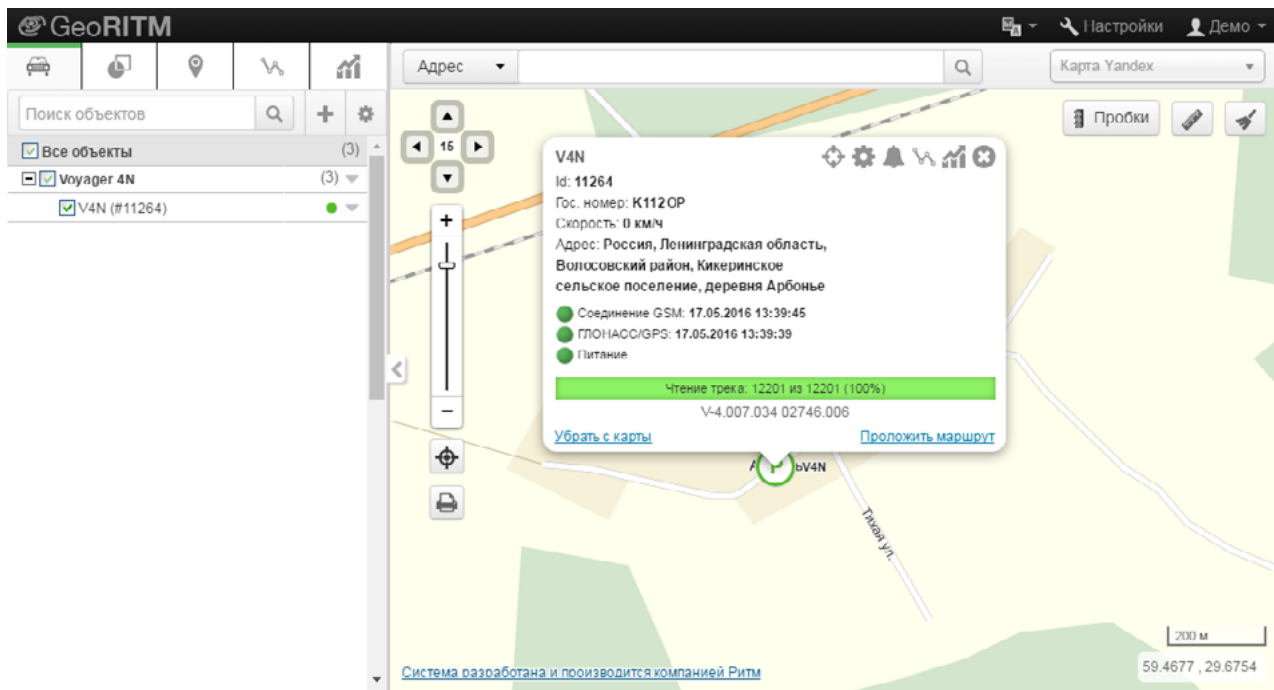 GeoRITM
Настройки
Демо
Адрес
Карта Yandex
Поиск объектов
Пробки
Все объекты (3)
Voyager 4N (3)
V4N (#11264)
15
V4N
Id: 11264
Гос. номер: К112ОР
Скорость: 0 км/ч
Адрес: Россия, Ленинградская область,
Волосовский район, Кикеринское
сельское поселение, деревня Арбонье
Соединение GSM: 17.05.2016 13:39:45
ГЛОНАСС/GPS: 17.05.2016 13:39:39
Питание
Чтение трека: 12201 из 12201 (100%)
V-4.007.034 02746.006
Убрать с карты
Проложить маршрут
V4N
Тихая ул.
200 м
59.4677 , 29.6754
Система разработана и производится компанией Ритм